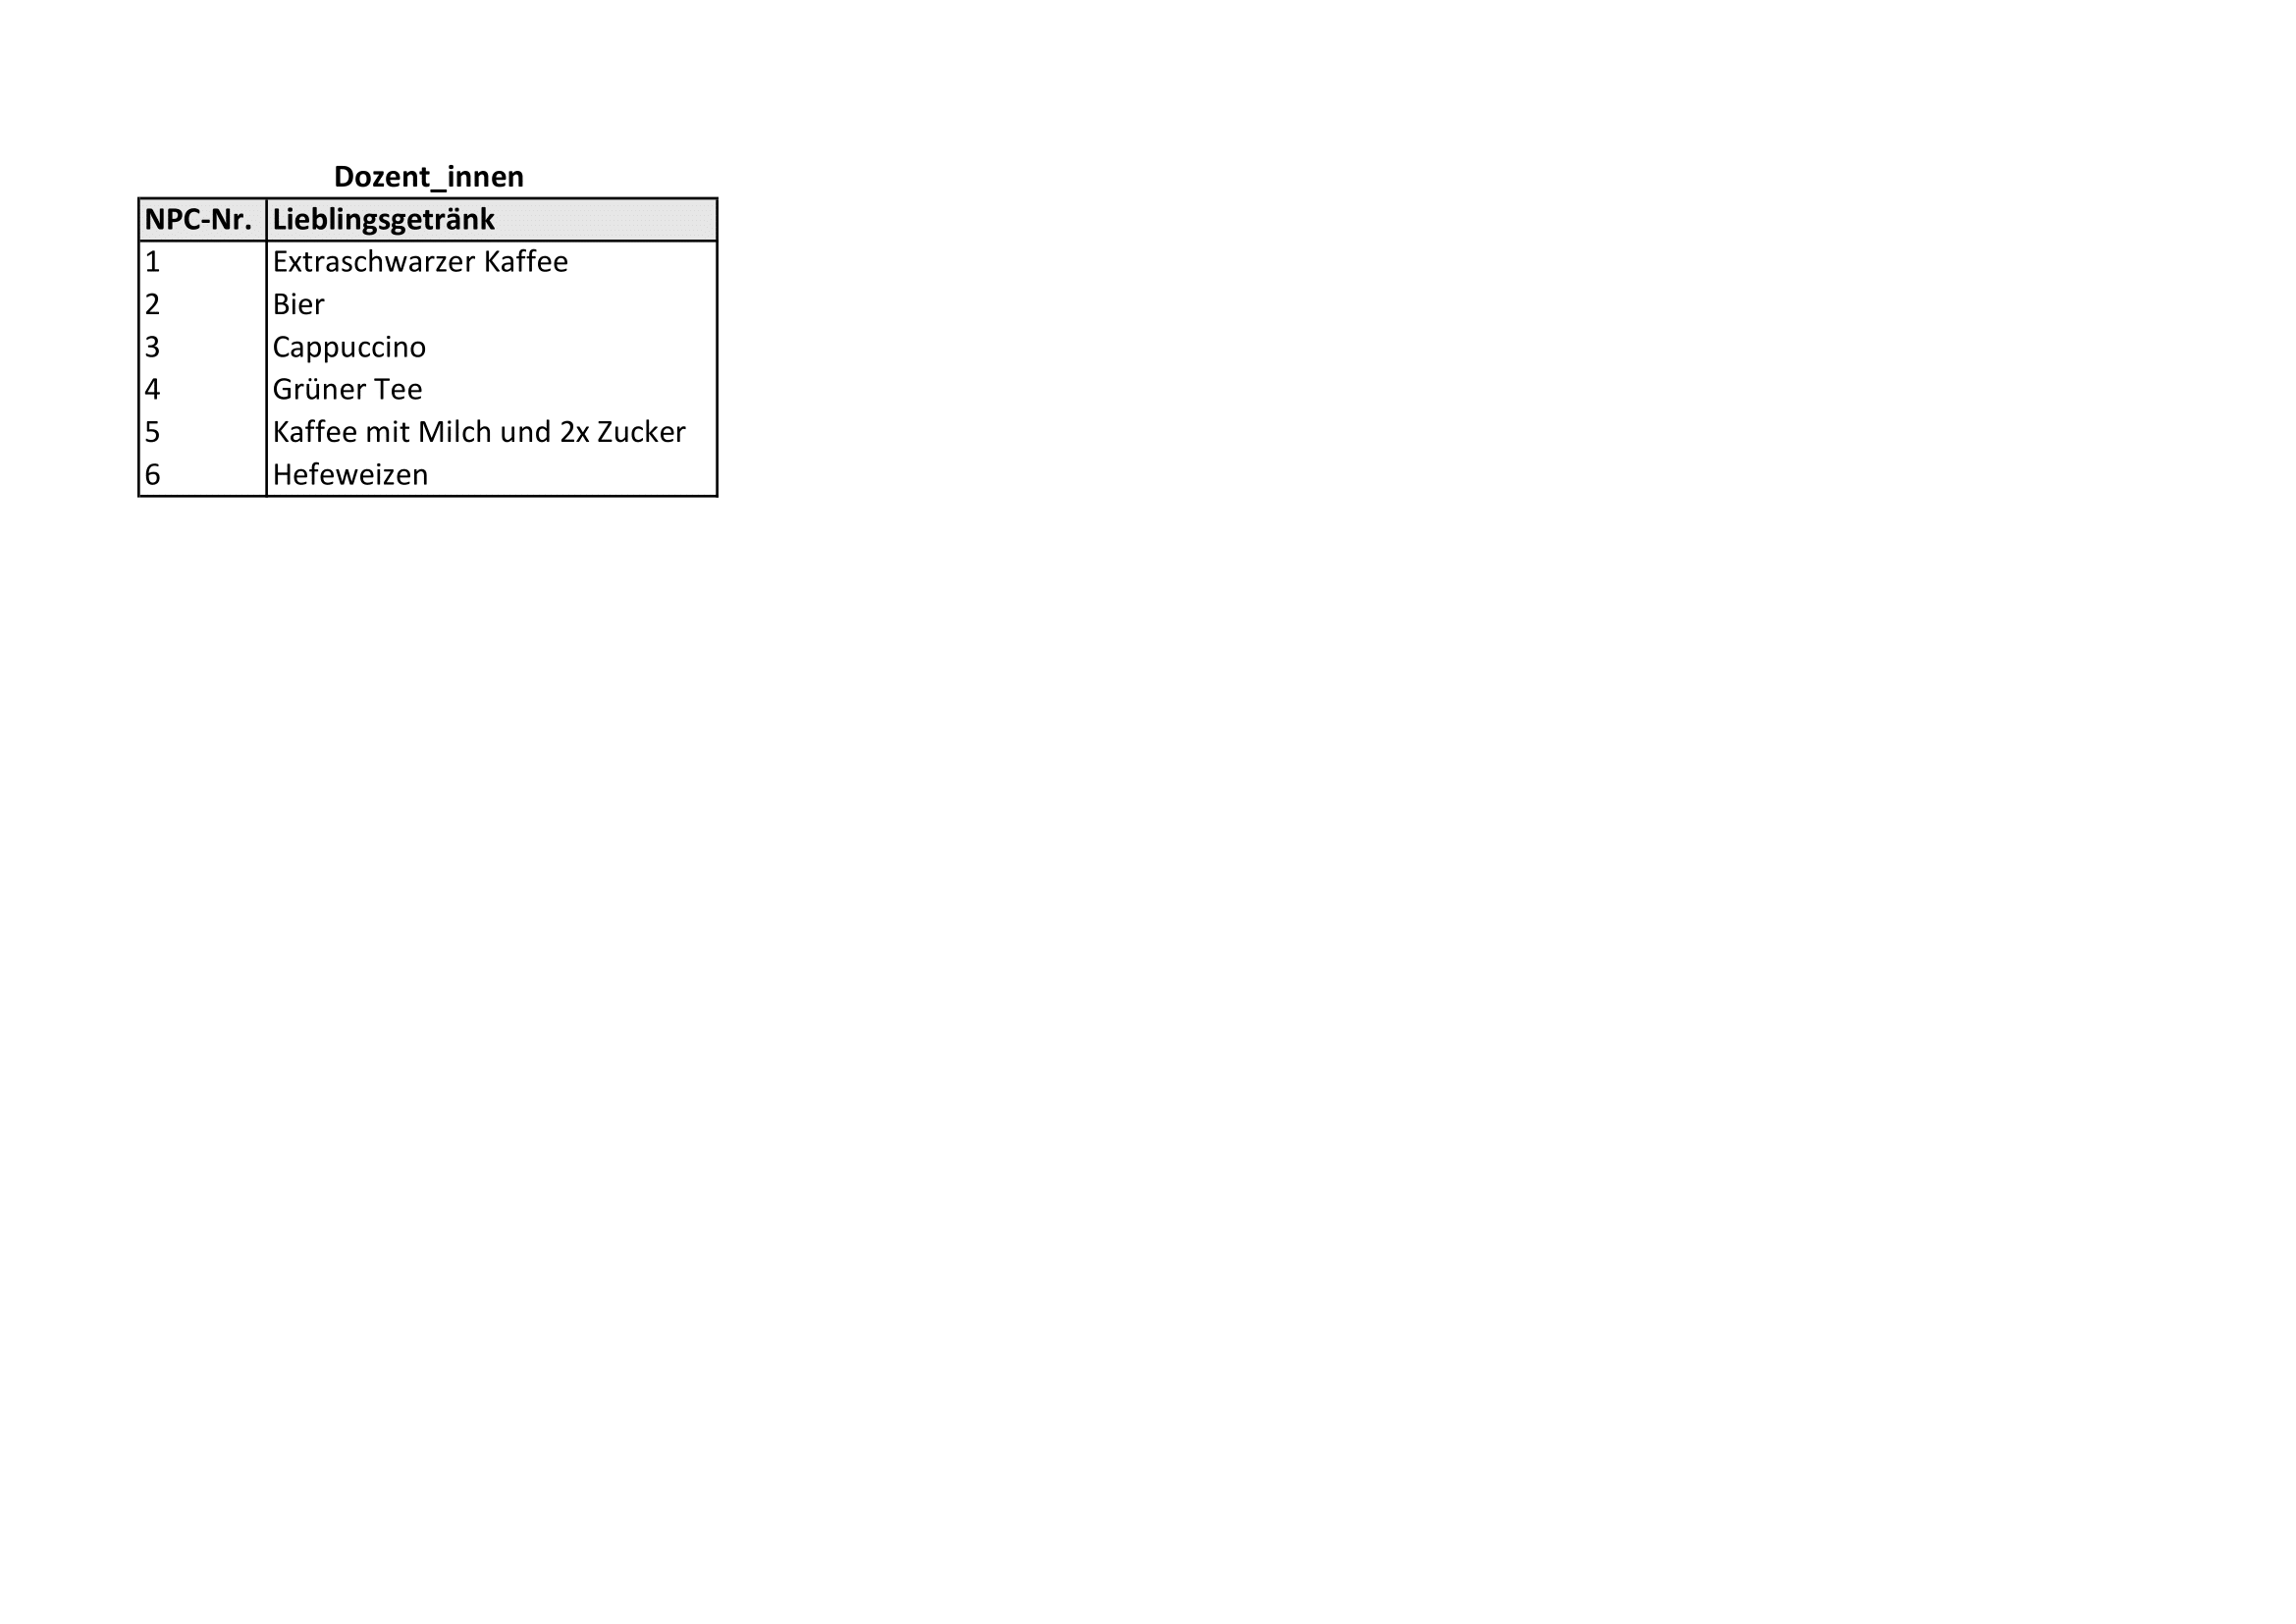 Dozent_innen
NPC-Nr. Lieblingsgetränk
1 Extraschwarzer Kaffee
2 Bier
3 Cappuccino
4 Grüner Tee
5 Kaffee mit Milch und 2x Zucker
6 Hefeweizen